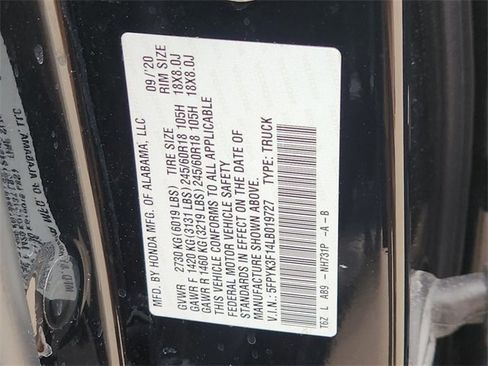 MFD. BY HONDA MFG. OF ALABAMA, LLC 09/'20
GVWR 2730 KG (6019 LBS) TIRE SIZE RIM SIZE
GAWR F 1420 KG (3131 LBS) 245/60R18 105H 18X8.0J
GAWR R 1460 KG (3219 LBS) 245/60R18 105H 18X8.0J
THIS VEHICLE CONFORMS TO ALL APPLICABLE
FEDERAL MOTOR VEHICLE SAFETY
STANDARDS IN EFFECT ON THE DATE OF
MANUFACTURE SHOWN ABOVE.
V.I.N.: 5FPYK3F14LB019727 TYPE: TRUCK
T6Z L AB9 -NH731P -A-B